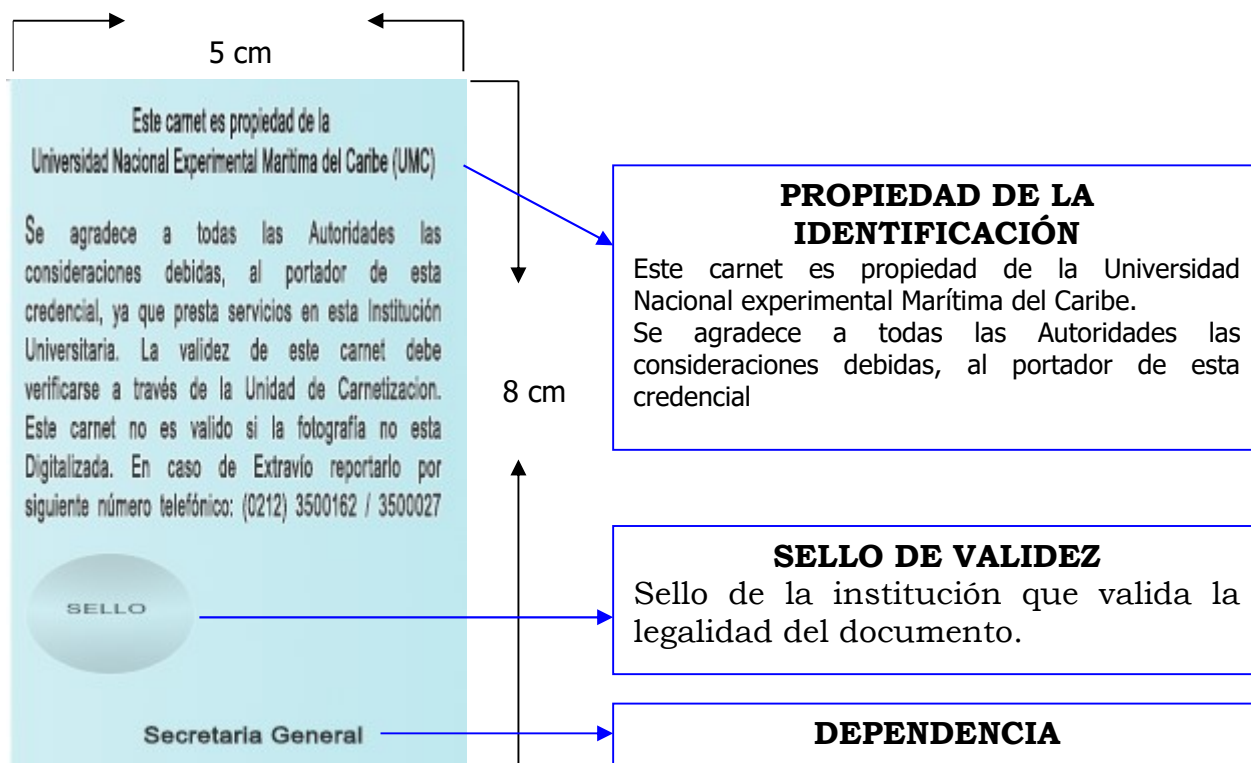 5 cm
Este carnet es propiedad de la
Universidad Nacional Experimental Marítima del Caribe (UMC)
Se agradece a todas las Autoridades las
consideraciones debidas, al portador de esta
credencial, ya que presta servicios en esta Institución
Universitaria. La validez de este carnet debe
verificarse a través de la Unidad de Carnetizacion.
Este carnet no es valido si la fotografía no esta
Digitalizada. En caso de Extravío reportarlo por
siguiente número telefónico: (0212) 3500162 / 3500027
SELLO
Secretaria General
8 cm
PROPIEDAD DE LA
IDENTIFICACIÓN
Este carnet es propiedad de la Universidad
Nacional experimental Marítima del Caribe.
Se agradece a todas las Autoridades las
consideraciones debidas, al portador de esta
credencial
SELLO DE VALIDEZ
Sello de la institución que valida la
legalidad del documento.
DEPENDENCIA